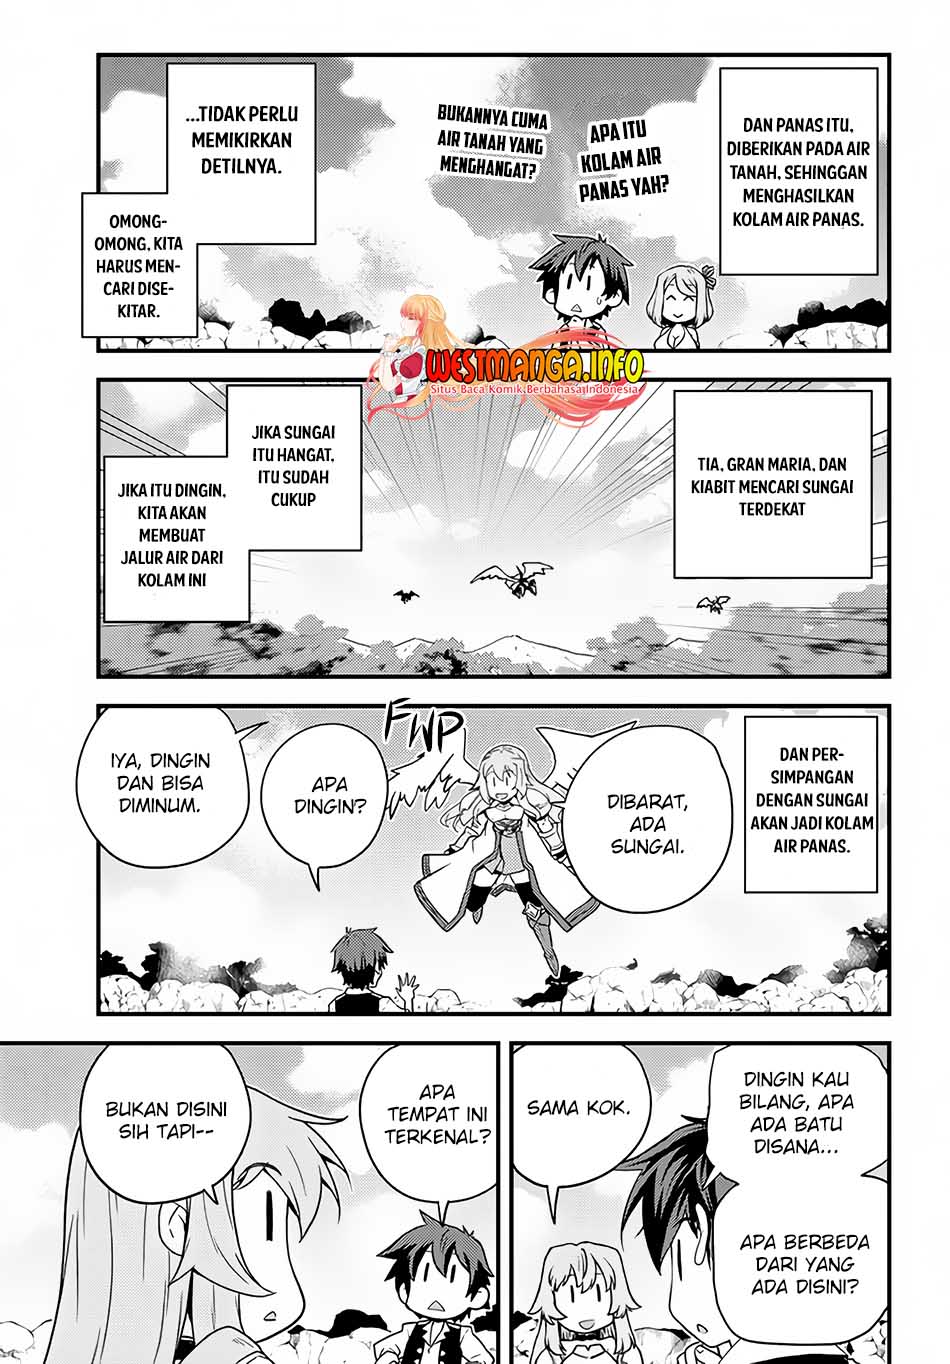 DAN PANAS ITU,
DIBERIKAN PADA AIR
TANAH, SEHINGGAN
MENGHASILKAN
KOLAM AIR PANAS.
APA ITU
KOLAM AIR
PANAS YAH?
BUKANNYA CUMA
AIR TANAH YANG
MENGHANGAT?
...TIDAK PERLU
MEMIKIRKAN
DETILNYA.
OMONG-
OMONG, KITA
HARUS MEN-
CARI DISE-
KITAR.
WESTMANGA.INFO
Situs Baca Komik Berbahasa Indonesia
TIA, GRAN MARIA, DAN
KIABIT MENCARI SUNGAI
TERDEKAT
JIKA SUNGAI
ITU HANGAT,
ITU SUDAH
CUKUP
JIKA ITU DINGIN,
KITA AKAN
MEMBUAT
JALUR AIR DARI
KOLAM INI
DAN PER-
SIMPANGAN
DENGAN SUNGAI
AKAN JADI KOLAM
AIR PANAS.
DIBARAT,
ADA
SUNGAI.
FWP
APA
DINGIN?
IYA, DINGIN
DAN BISA
DIMINUM.
DINGIN KAU
BILANG, APA
ADA BATU
DISANA...
APA BERBEDA
DARI YANG
ADA DISINI?
SAMA KOK.
APA
TEMPAT INI
TERKENAL?
BUKAN DISINI
SIH TAPI--